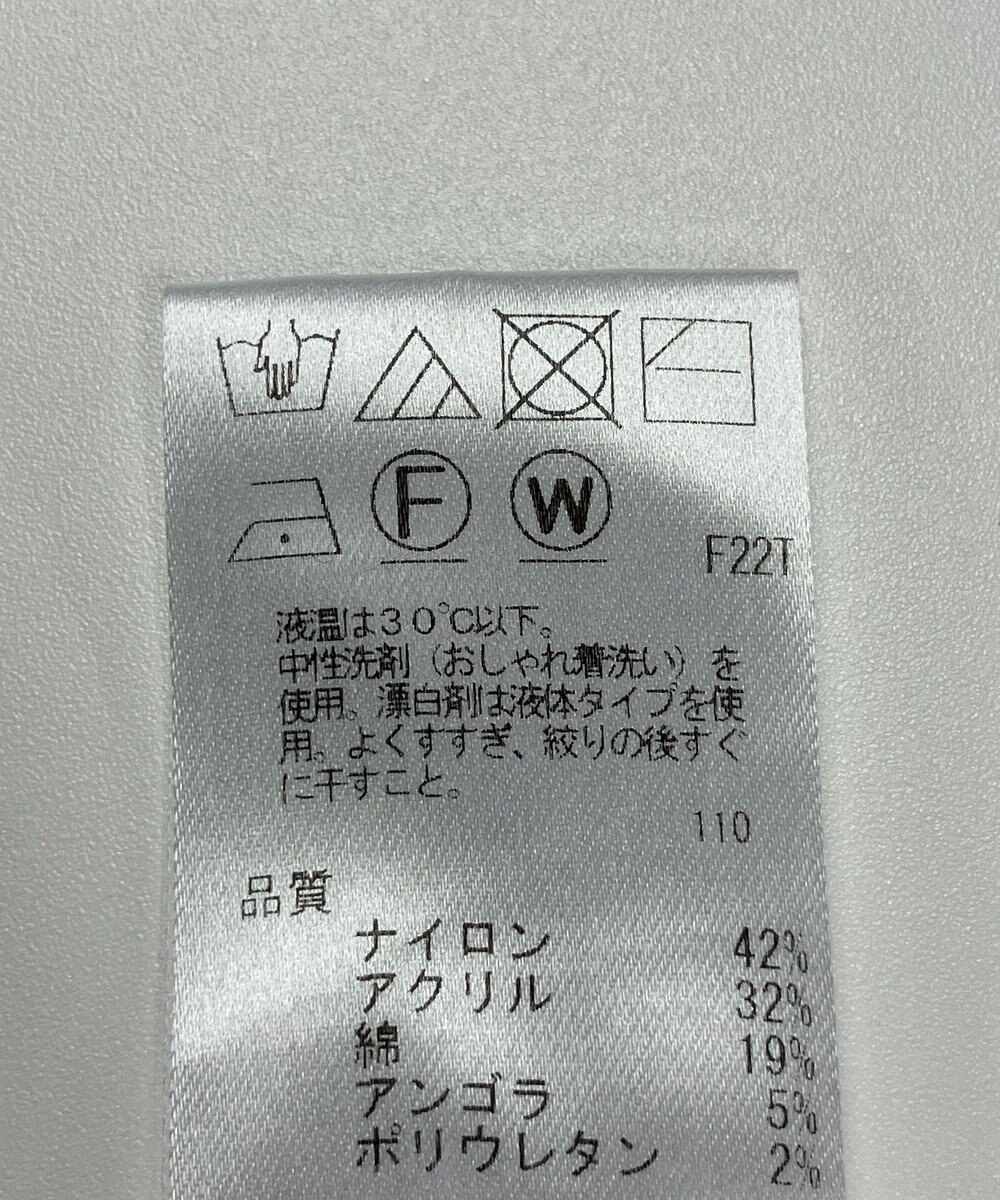 F
W
F22T
液温は30℃以下。
中性洗剤（おしゃれ着洗い）を
使用。漂白剤は液体タイプを使
用。よくすすぎ、絞りの後すぐ
に干すこと。
110
品質
ナイロン 42%
アクリル 32%
綿 19%
アンゴラ 5%
ポリウレタン 2%